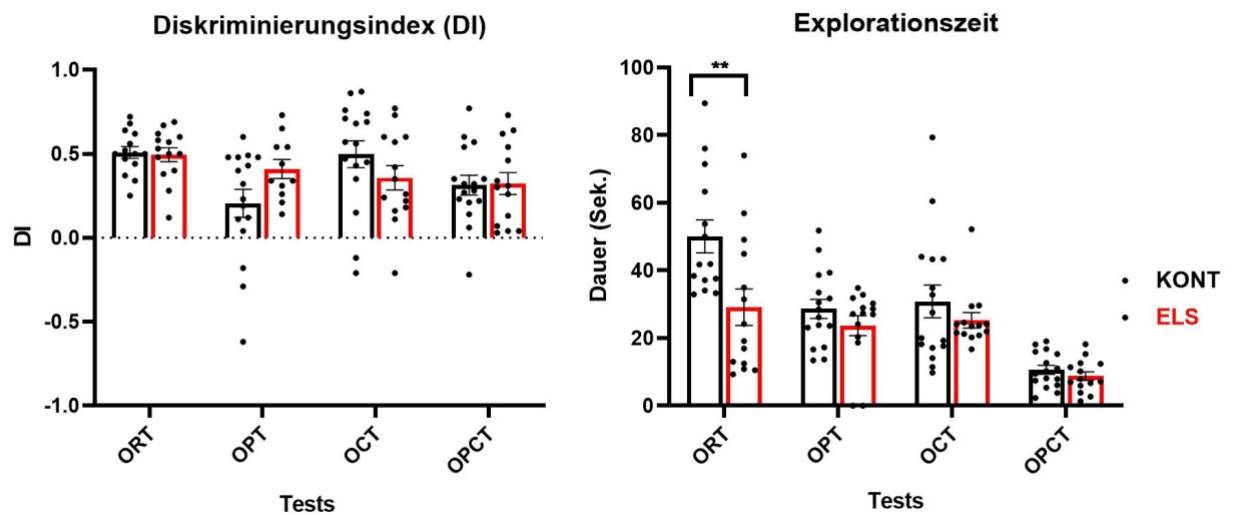 Diskriminierungsindex (DI)
1.0
0.5
0.0
-0.5
-1.0
DI
ORT
OPT
OCT
OPCT
Tests
Explorationszeit
**
100
80
60
40
20
0
Dauer (Sek.)
ORT
OPT
OCT
OPCT
Tests
KONT
ELS